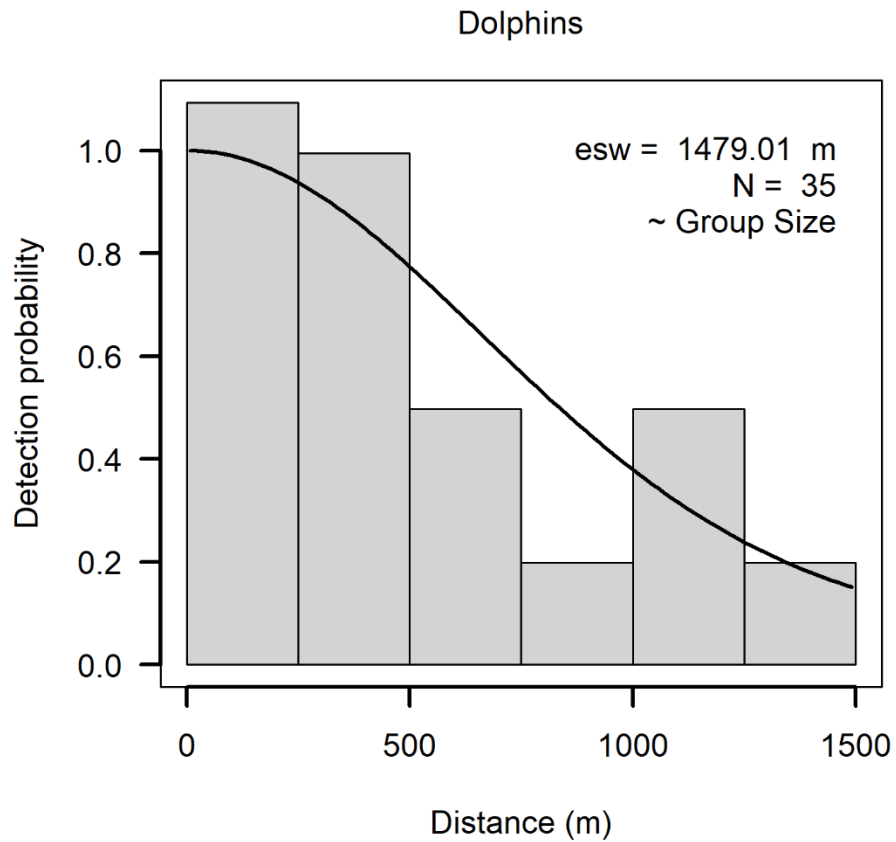 Dolphins
esw = 1479.01 m
N = 35
~ Group Size
Detection probability
1.0
0.8
0.6
0.4
0.2
0.0
0
500
1000
1500
Distance (m)